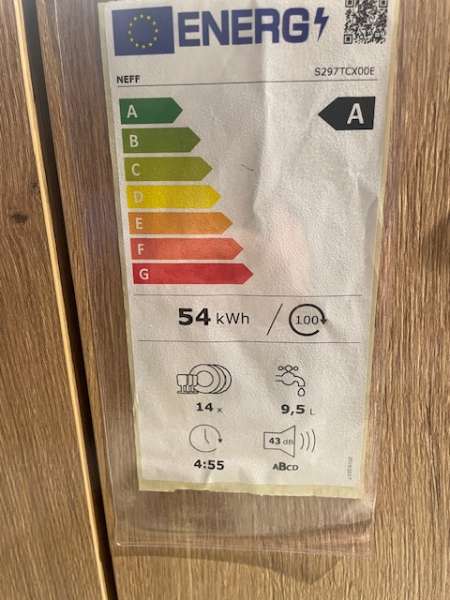 ENERG
NEFF
S297TCX00E
A
A
B
C
D
E
F
G
54 kWh / 100
14 x
9,5 L
4:55
43 dB
ABCD